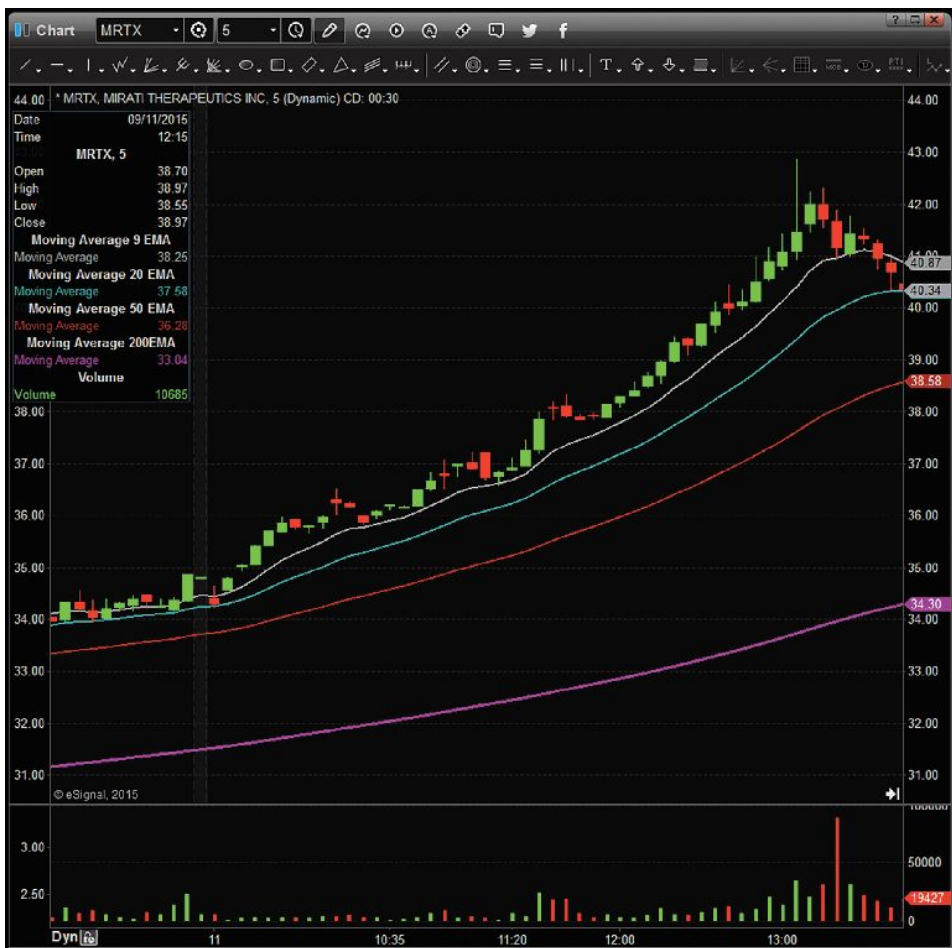 Chart MRTX 5
44.00 * MRTX, MIRATI THERAPEUTICS INC, 5 (Dynamic) CD: 00:30 44.00
Date 09/11/2015
Time 12:15
MRTX, 5
Open 38.70
High 38.97
Low 38.55
Close 38.97
Moving Average 9 EMA
Moving Average 38.25
Moving Average 20 EMA
Moving Average 37.58
Moving Average 50 EMA
Moving Average 36.28
Moving Average 200EMA
Moving Average 33.04
Volume
Volume 10685
43.00
42.00
40.87
40.34
40.00
39.00
38.58
38.00 38.00
37.00 37.00
36.00 36.00
35.00 35.00
34.30
34.00 34.00
33.00 33.00
32.00 32.00
31.00 31.00
© eSignal, 2015
3.00
50000
2.50
19427
0
Dyn 11 10:35 11:20 12:00 13:00